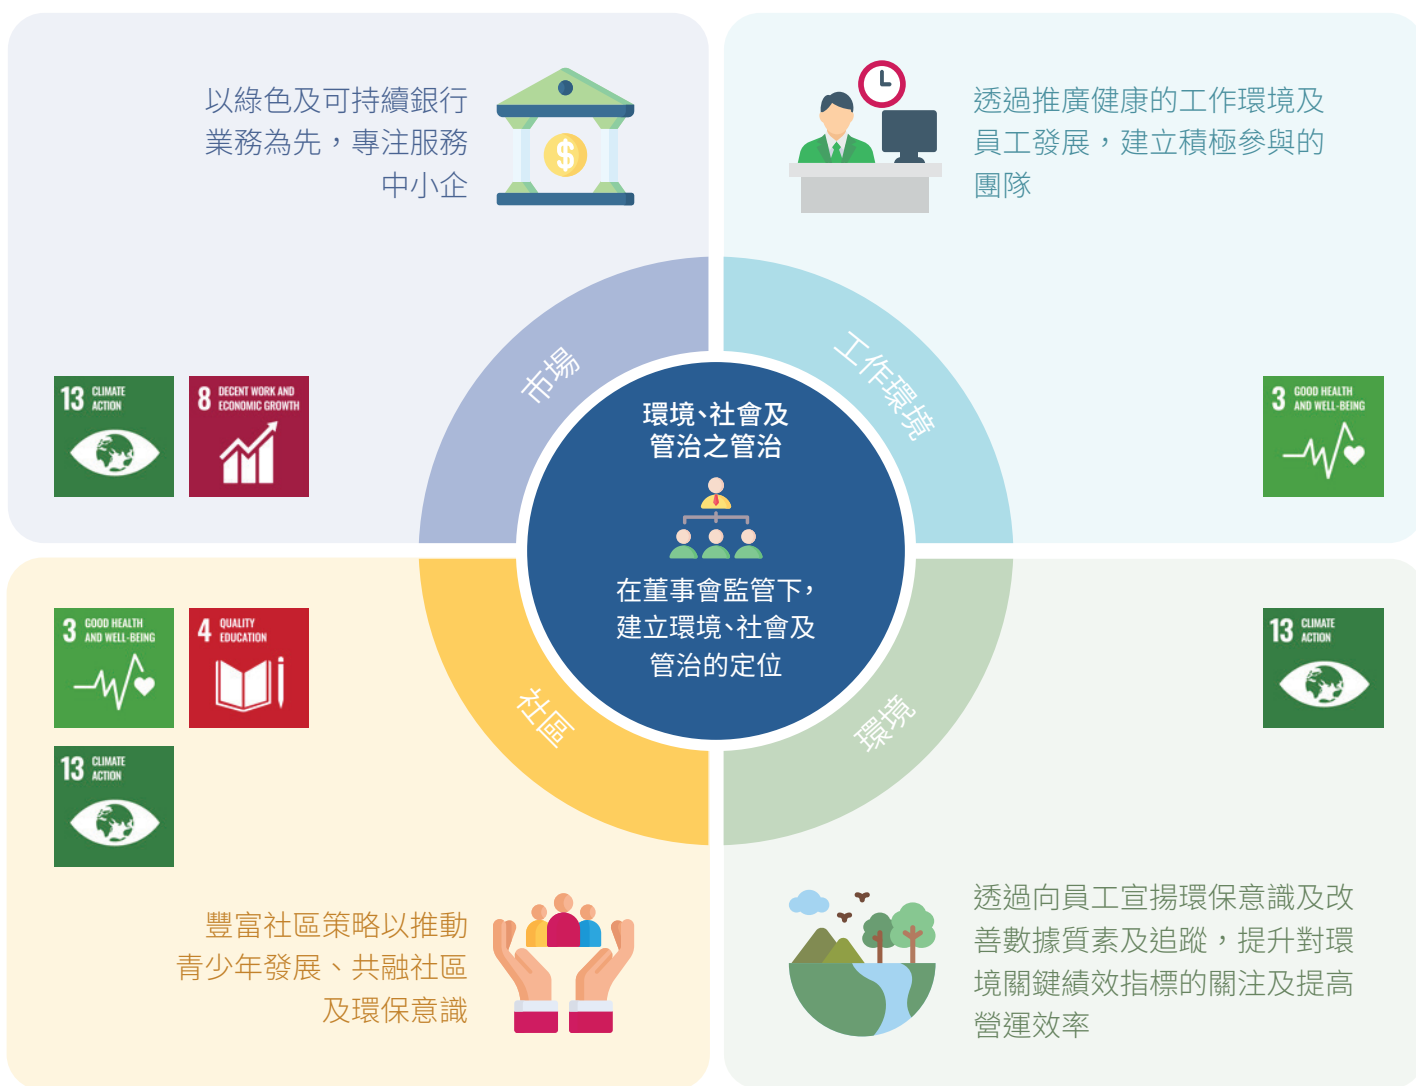 以綠色及可持續銀行
業務為先，專注服務
中小企
透過推廣健康的工作環境及
員工發展，建立積極參與的
團隊
市場
工作環境
13 CLIMATE
ACTION
8 DECENT WORK AND
ECONOMIC GROWTH
3 GOOD HEALTH
AND WELL-BEING
環境、社會及
管治之管治
在董事會監管下，
建立環境、社會及
管治的定位
3 GOOD HEALTH
AND WELL-BEING
4 QUALITY
EDUCATION
13 CLIMATE
ACTION
13 CLIMATE
ACTION
社區
環境
豐富社區策略以推動
青少年發展、共融社區
及環保意識
透過向員工宣揚環保意識及改
善數據質素及追蹤，提升對環
境關鍵績效指標的關注及提高
營運效率